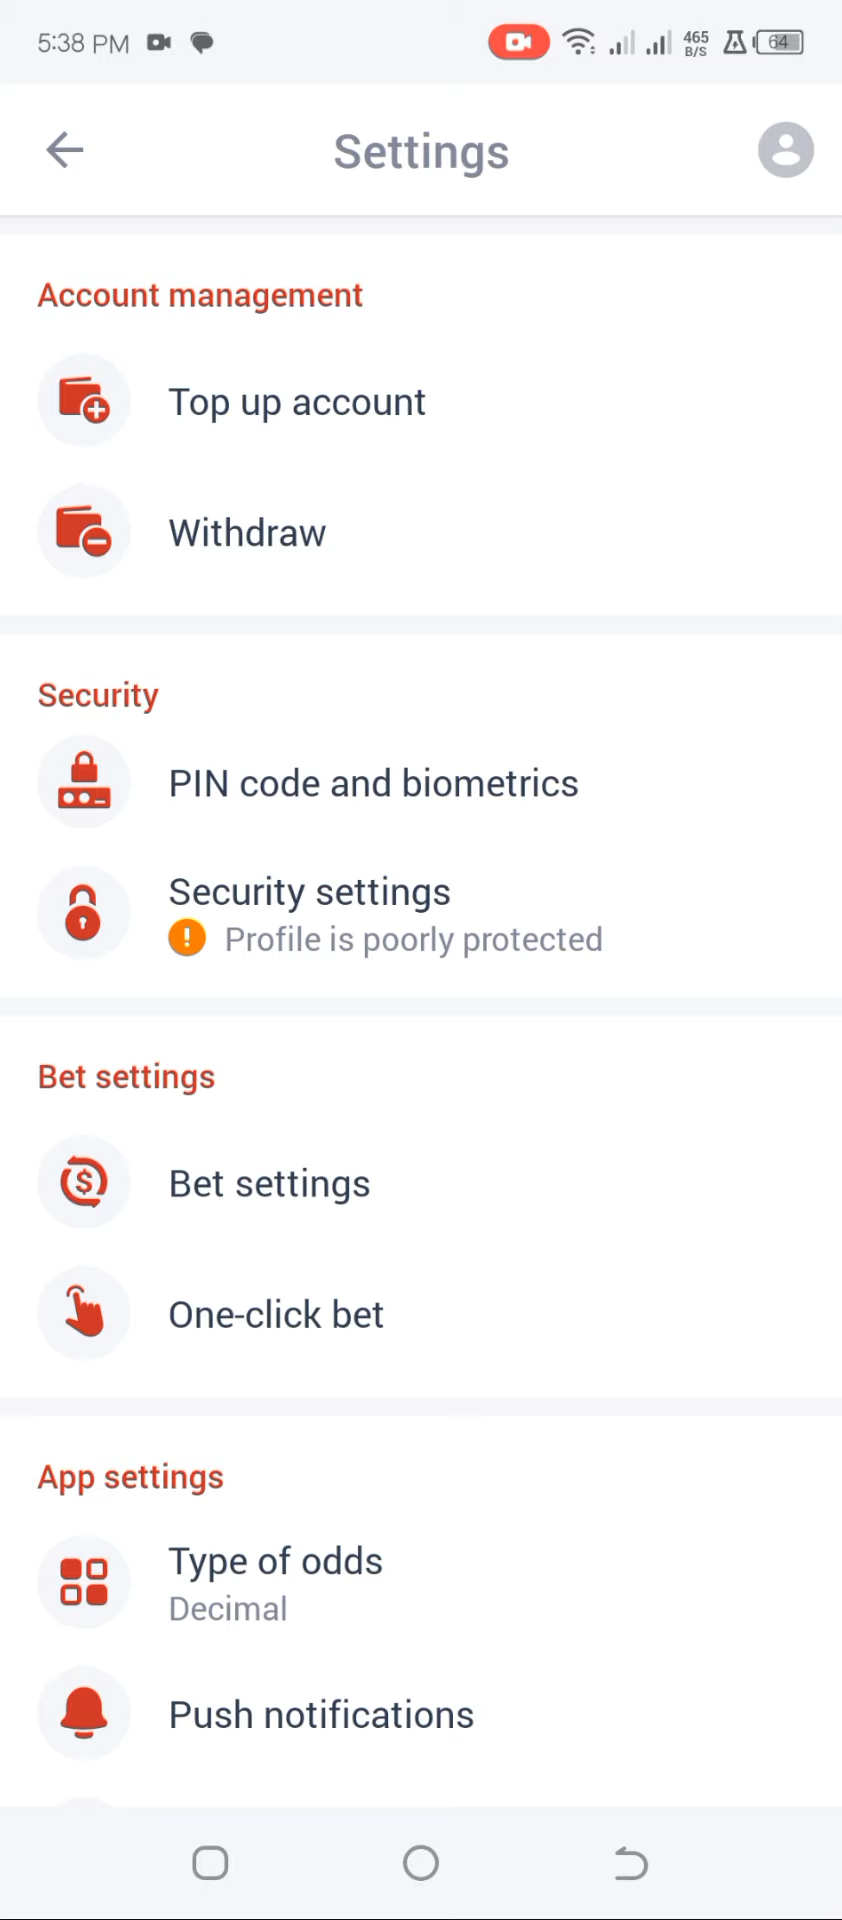 5:38 PM
465
B/S
64
Settings
Account management
Top up account
Withdraw
Security
PIN code and biometrics
Security settings
Profile is poorly protected
Bet settings
Bet settings
One-click bet
App settings
Type of odds
Decimal
Push notifications